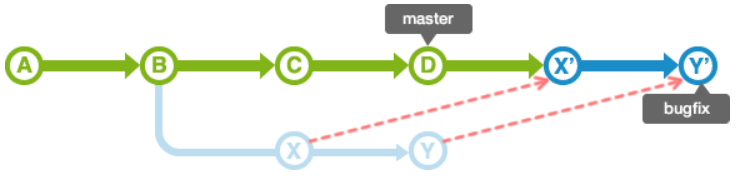 master
A B C D X' Y'
bugfix
X Y